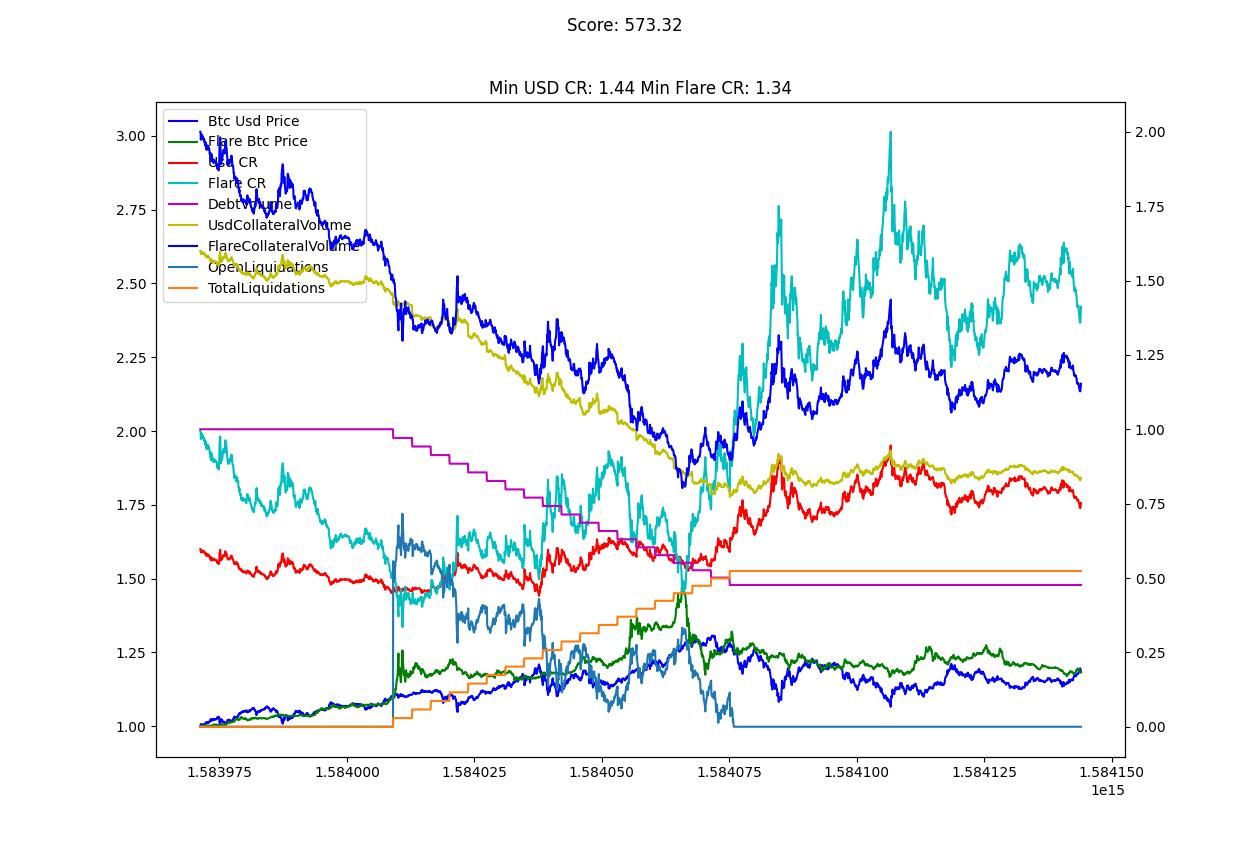 Score: 573.32
Min USD CR: 1.44 Min Flare CR: 1.34
Btc Usd Price
Flare Btc Price
Usd CR
Flare CR
DebtVolume
UsdCollateralVolume
FlareCollateralVolume
OpenLiquidations
TotalLiquidations
3.00
2.75
2.50
2.25
2.00
1.75
1.50
1.25
1.00
2.00
1.75
1.50
1.25
1.00
0.75
0.50
0.25
0.00
1.583975 1.584000 1.584025 1.584050 1.584075 1.584100 1.584125 1.584150
1e15